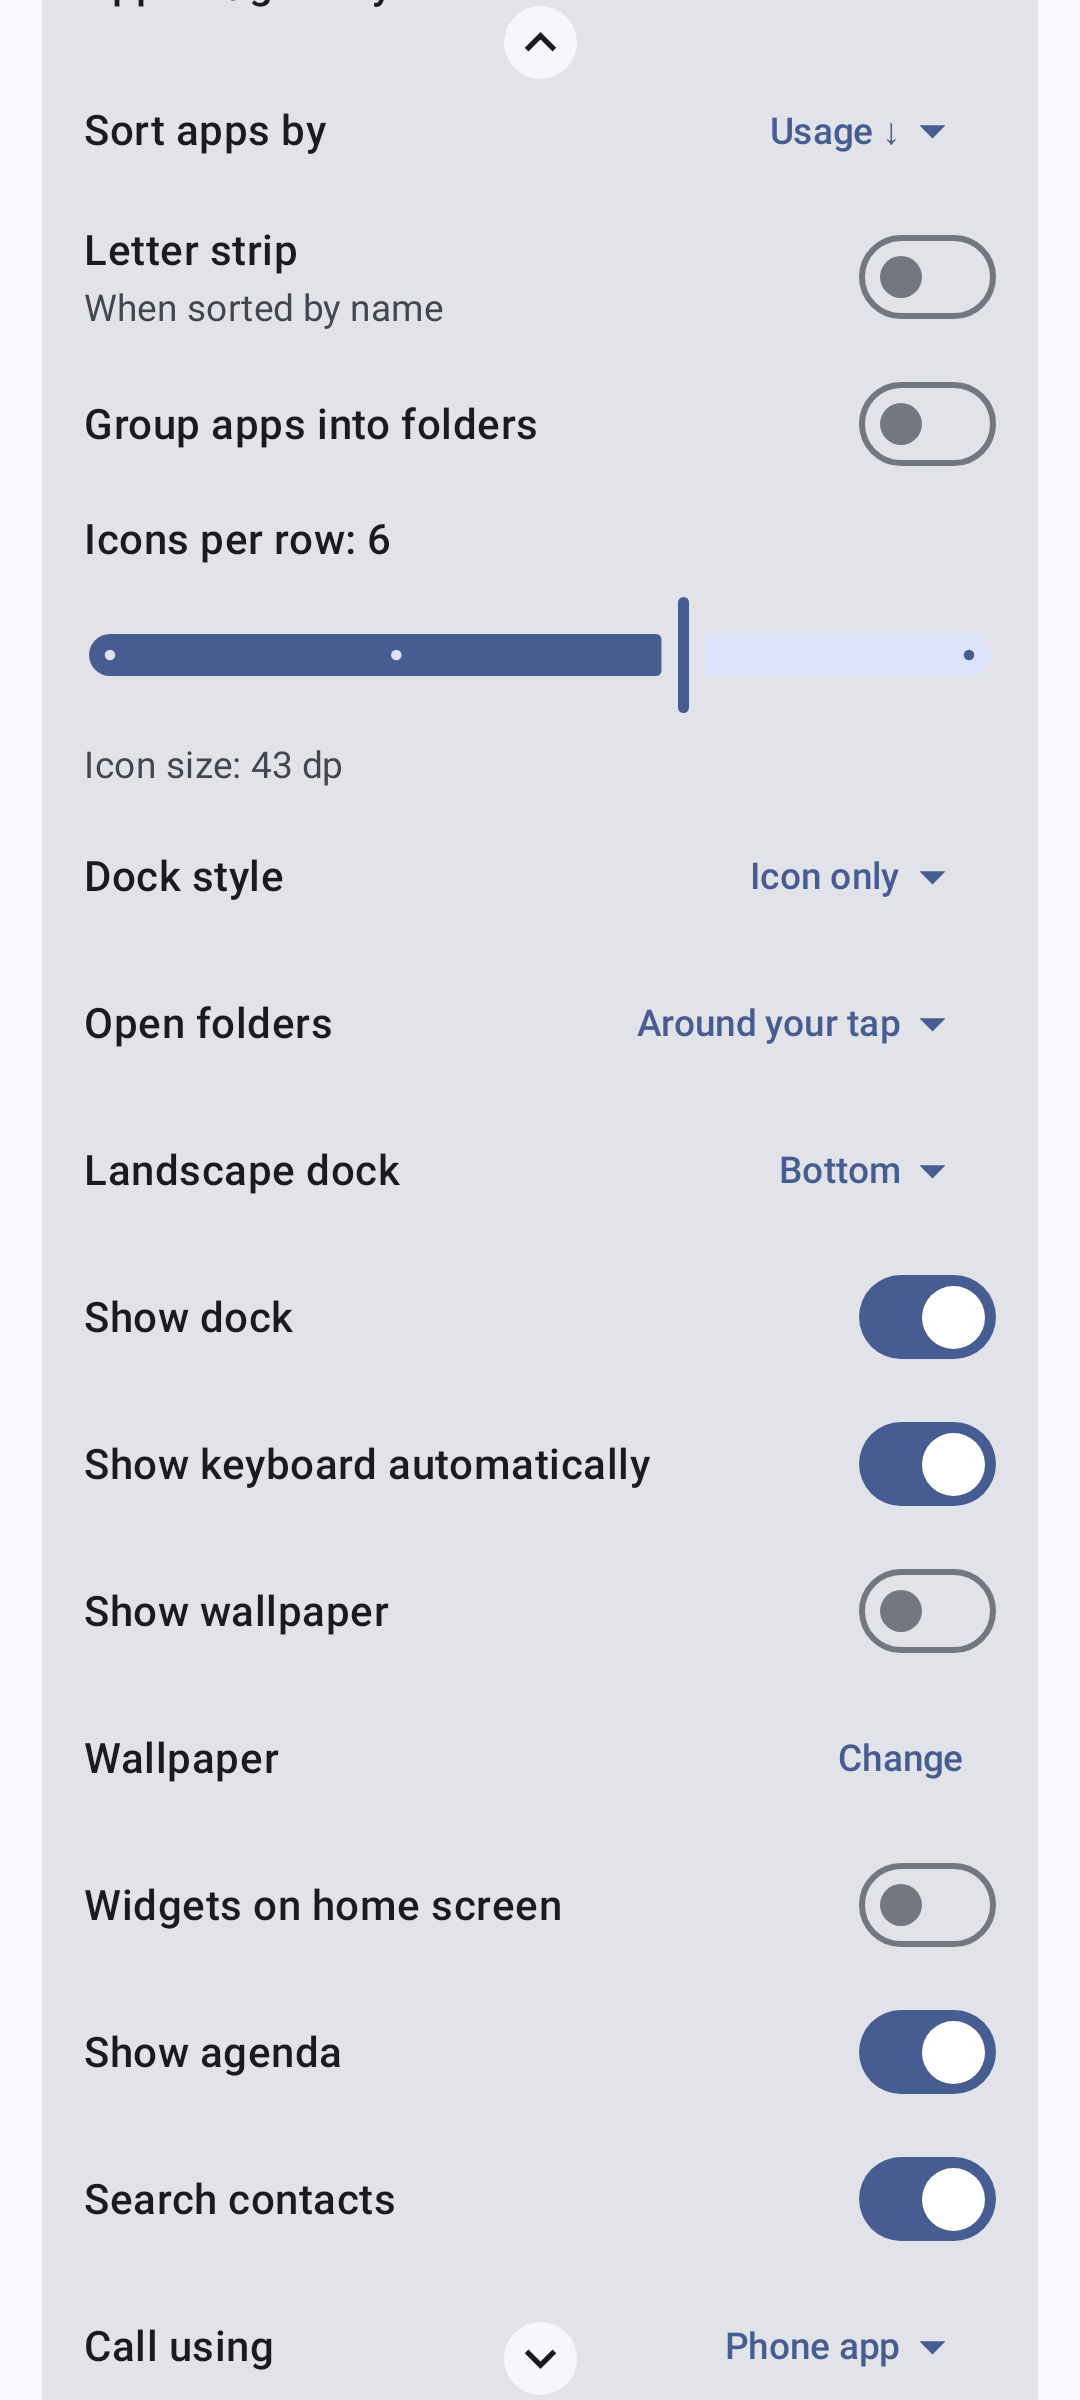 Sort apps by
Usage ↓
Letter strip
When sorted by name
Group apps into folders
Icons per row: 6
Icon size: 43 dp
Dock style
Icon only
Open folders
Around your tap
Landscape dock
Bottom
Show dock
Show keyboard automatically
Show wallpaper
Wallpaper
Change
Widgets on home screen
Show agenda
Search contacts
Call using
Phone app